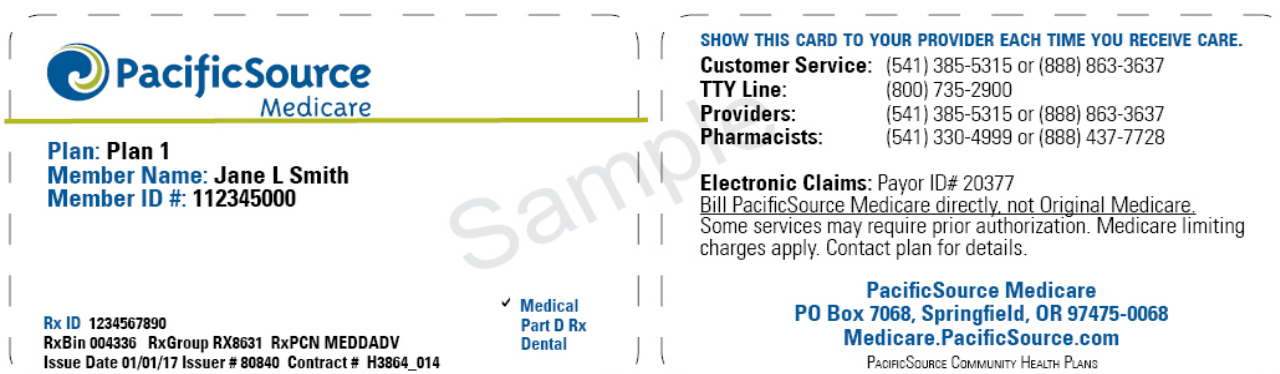 PacificSource
Medicare
Plan: Plan 1
Member Name: Jane L Smith
Member ID #: 112345000
Rx ID 1234567890
RxBin 004336 RxGroup RX8631 RxPCN MEDDADV
Issue Date 01/01/17 Issuer # 80840 Contract # H3864_014
✓ Medical
Part D Rx
Dental
Sample
SHOW THIS CARD TO YOUR PROVIDER EACH TIME YOU RECEIVE CARE.
Customer Service: (541) 385-5315 or (888) 863-3637
TTY Line: (800) 735-2900
Providers: (541) 385-5315 or (888) 863-3637
Pharmacists: (541) 330-4999 or (888) 437-7728
Electronic Claims: Payor ID# 20377
Bill PacificSource Medicare directly, not Original Medicare.
Some services may require prior authorization. Medicare limiting
charges apply. Contact plan for details.
PacificSource Medicare
PO Box 7068, Springfield, OR 97475-0068
Medicare.PacificSource.com
PACIFICSOURCE COMMUNITY HEALTH PLANS